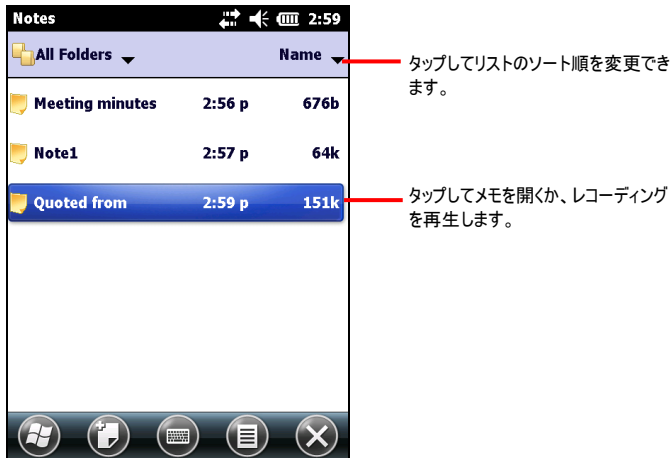 Notes 2:59
All Folders Name
タップしてリストのソート順を変更でき
ます。
Meeting minutes 2:56 p 676b
Note1 2:57 p 64k
Quoted from 2:59 p 151k
タップしてメモを開くか、レコーディング
を再生します。